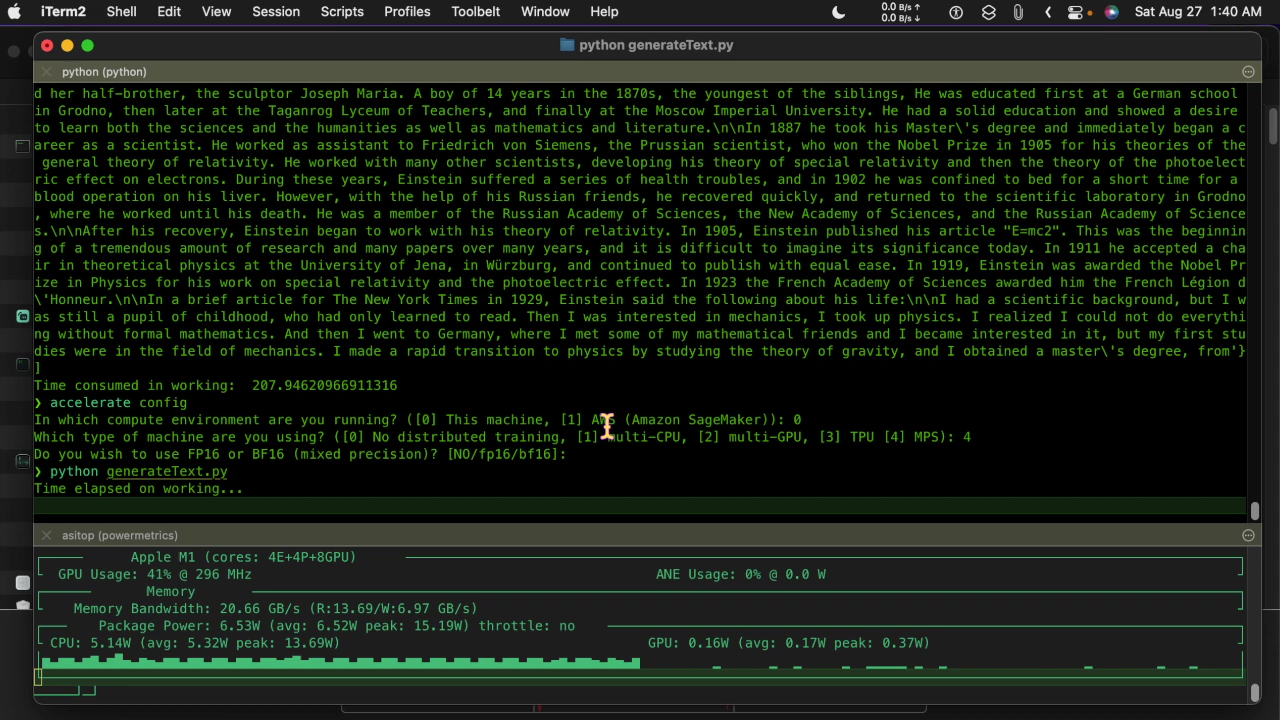 iTerm2 Shell Edit View Session Scripts Profiles Toolbelt Window Help 0.0 B/s↑ 0.0 B/s↓ Sat Aug 27 1:40 AM
python generateText.py
python (python)
d her half-brother, the sculptor Joseph Maria. A boy of 14 years in the 1870s, the youngest of the siblings, He was educated first at a German school
in Grodno, then later at the Taganrog Lyceum of Teachers, and finally at the Moscow Imperial University. He had a solid education and showed a desire
to learn both the sciences and the humanities as well as mathematics and literature.\n\nIn 1887 he took his Master\'s degree and immediately began a c
areer as a scientist. He worked as assistant to Friedrich von Siemens, the Prussian scientist, who won the Nobel Prize in 1905 for his theories of the
general theory of relativity. He worked with many other scientists, developing his theory of special relativity and then the theory of the photoelect
ric effect on electrons. During these years, Einstein suffered a series of health troubles, and in 1902 he was confined to bed for a short time for a
blood operation on his liver. However, with the help of his Russian friends, he recovered quickly, and returned to the scientific laboratory in Grodno
, where he worked until his death. He was a member of the Russian Academy of Sciences, the New Academy of Sciences, and the Russian Academy of Science
s.\n\nAfter his recovery, Einstein began to work with his theory of relativity. In 1905, Einstein published his article "E=mc2". This was the beginnin
g of a tremendous amount of research and many papers over many years, and it is difficult to imagine its significance today. In 1911 he accepted a cha
ir in theoretical physics at the University of Jena, in Würzburg, and continued to publish with equal ease. In 1919, Einstein was awarded the Nobel Pr
ize in Physics for his work on special relativity and the photoelectric effect. In 1923 the French Academy of Sciences awarded him the French Légion d
\'Honneur.\n\nIn a brief article for The New York Times in 1929, Einstein said the following about his life:\n\nI had a scientific background, but I w
as still a pupil of childhood, who had only learned to read. Then I was interested in mechanics, I took up physics. I realized I could not do everythi
ng without formal mathematics. And then I went to Germany, where I met some of my mathematical friends and I became interested in it, but my first stu
dies were in the field of mechanics. I made a rapid transition to physics by studying the theory of gravity, and I obtained a master\'s degree, from'}
]
Time consumed in working:  207.94620966911316
❯ accelerate config
In which compute environment are you running? ([0] This machine, [1] AWS (Amazon SageMaker)): 0
Which type of machine are you using? ([0] No distributed training, [1] multi-CPU, [2] multi-GPU, [3] TPU [4] MPS): 4
Do you wish to use FP16 or BF16 (mixed precision)? [NO/fp16/bf16]:
❯ python generateText.py
Time elapsed on working...
asitop (powermetrics)
Apple M1 (cores: 4E+4P+8GPU)
GPU Usage: 41% @ 296 MHz ANE Usage: 0% @ 0.0 W
Memory
Memory Bandwidth: 20.66 GB/s (R:13.69/W:6.97 GB/s)
Package Power: 6.53W (avg: 6.52W peak: 15.19W) throttle: no
CPU: 5.14W (avg: 5.32W peak: 13.69W) GPU: 0.16W (avg: 0.17W peak: 0.37W)